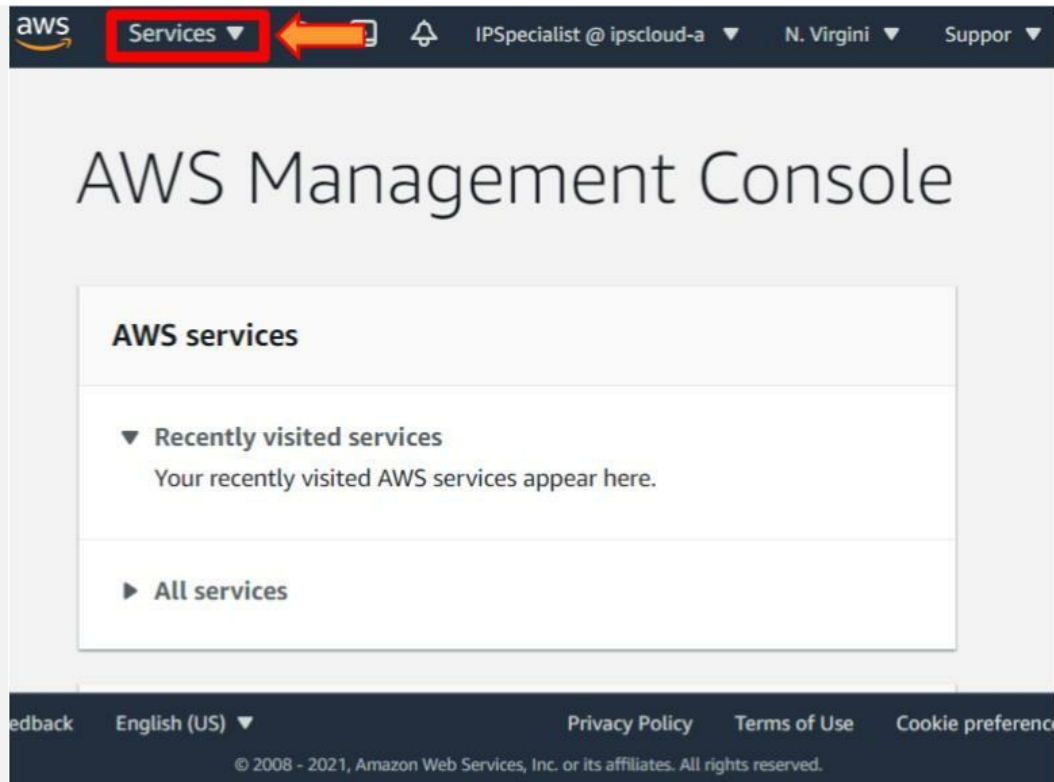 aws Services ▼ IPSpecialist @ ipscloud-a ▼ N. Virgini ▼ Suppor ▼
AWS Management Console
AWS services
▼ Recently visited services
Your recently visited AWS services appear here.
▶ All services
edback English (US) ▼ Privacy Policy Terms of Use Cookie preference
© 2008 - 2021, Amazon Web Services, Inc. or its affiliates. All rights reserved.